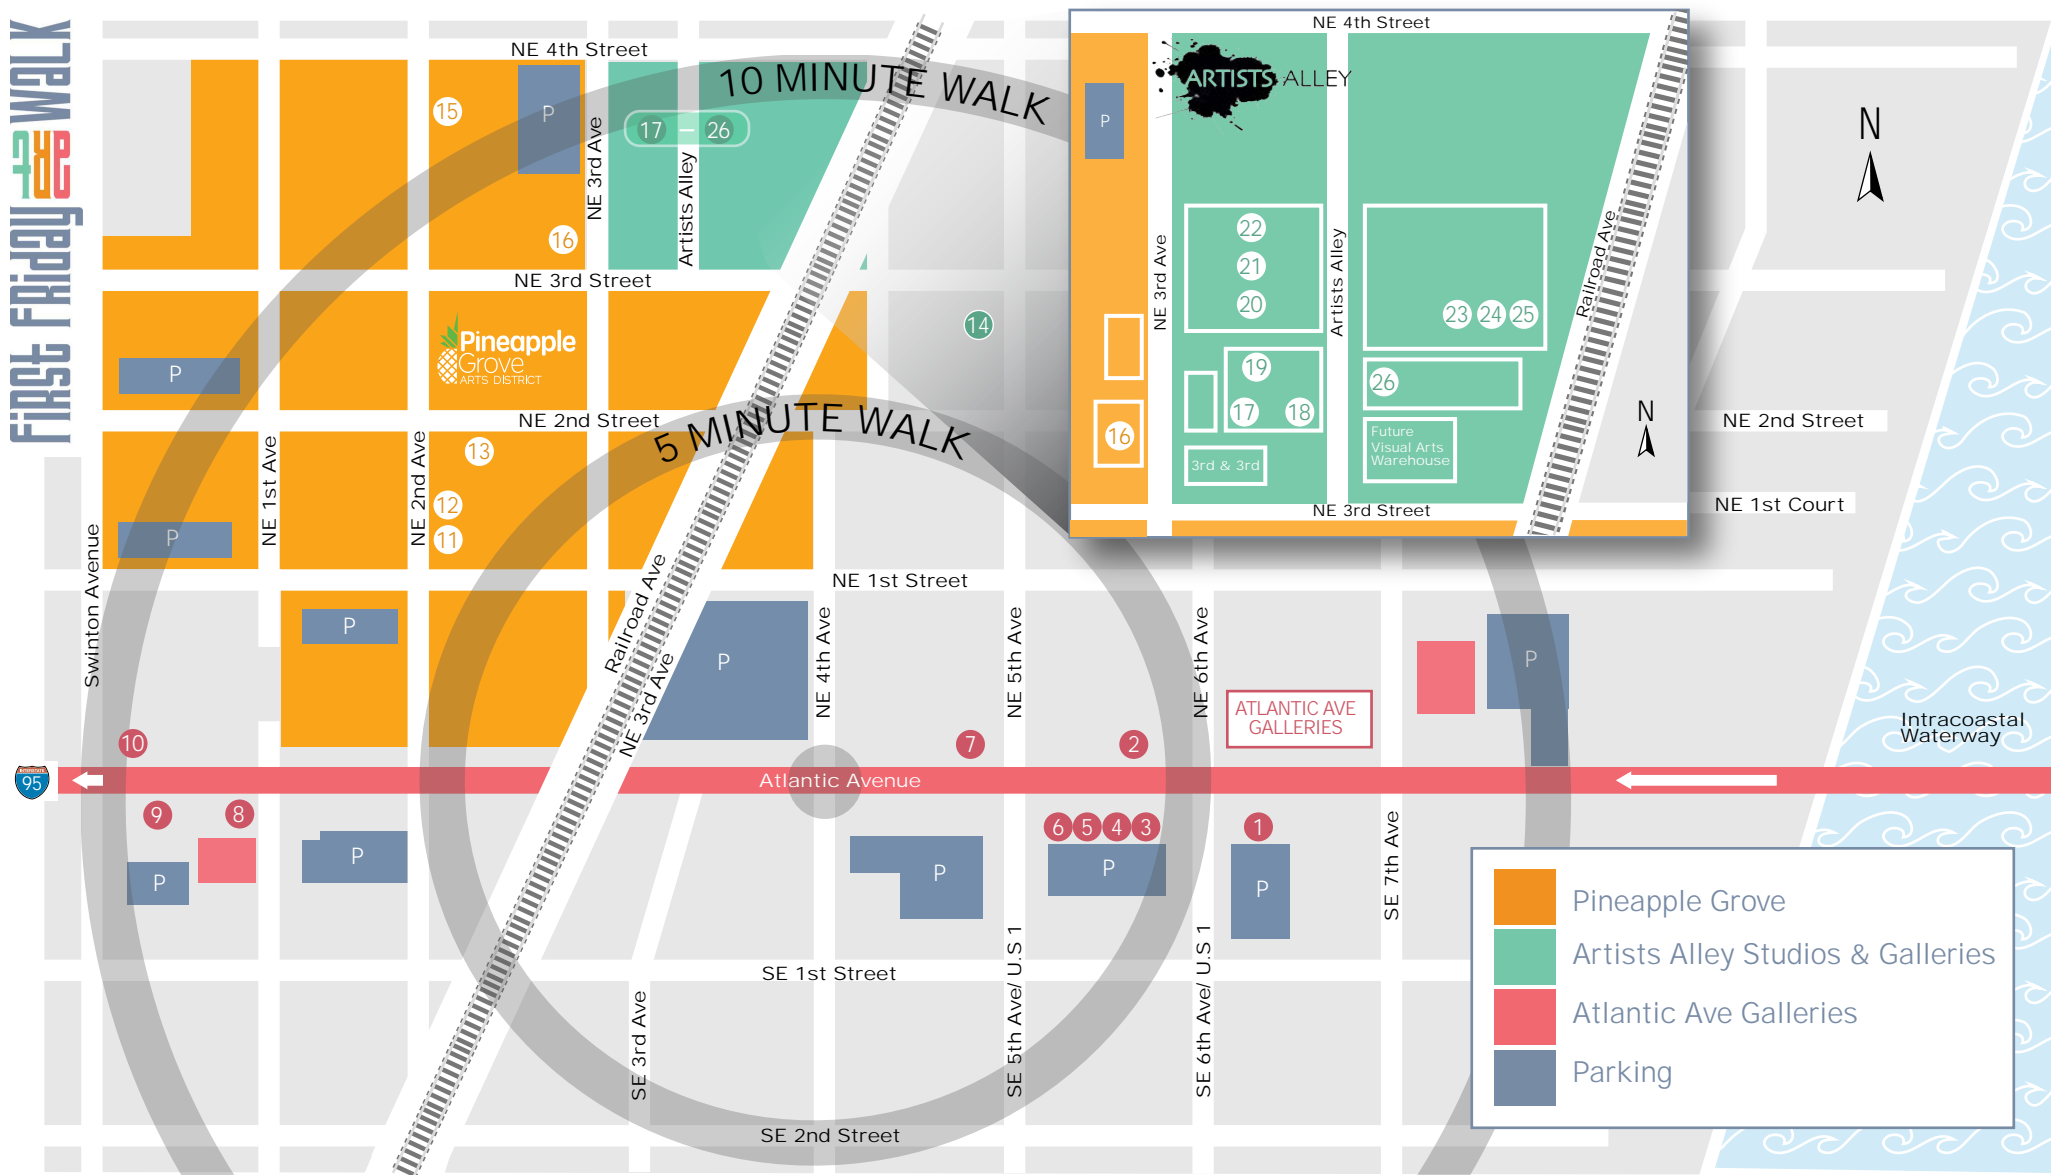 FIRST FRIDAY ART WALK
NE 4th Street
10 MINUTE WALK
15
P
17 – 26
NE 3rd Ave
Artists Alley
16
NE 3rd Street
14
Pineapple
Grove
ARTS DISTRICT
P
NE 2nd Street
5 MINUTE WALK
13
12
11
P
Swinton Avenue
NE 1st Ave
NE 2nd Ave
NE 1st Street
P
Railroad Ave
NE 3rd Ave
P
NE 4th Ave
NE 5th Ave
NE 6th Ave
ATLANTIC AVE
GALLERIES
P
Intracoastal
Waterway
10
7
2
INTERSTATE
95
Atlantic Avenue
9
8
6
5
4
3
1
P
P
P
P
P
SE 7th Ave
SE 1st Street
SE 3rd Ave
SE 5th Ave/ U.S 1
SE 6th Ave/ U.S 1
SE 2nd Street
NE 4th Street
ARTISTS ALLEY
P
22
21
20
NE 3rd Ave
Artists Alley
Railroad Ave
23
24
25
19
17
18
26
16
3rd & 3rd
Future
Visual Arts
Warehouse
N
NE 3rd Street
N
NE 2nd Street
NE 1st Court
Pineapple Grove
Artists Alley Studios & Galleries
Atlantic Ave Galleries
Parking